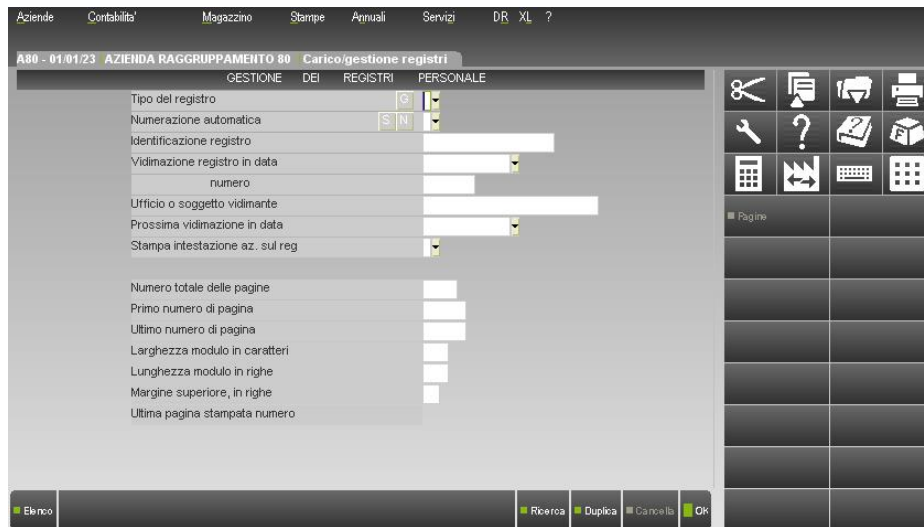 Aziende Contabilita' Magazzino Stampe Annuali Servizi DR XL ?
A80 - 01/01/23 AZIENDA RAGGRUPPAMENTO 80 Carico/gestione registri
GESTIONE DEI REGISTRI PERSONALE
Tipo del registro G
Numerazione automatica S N
Identificazione registro
Vidimazione registro in data
numero
Ufficio o soggetto vidimante
Prossima vidimazione in data
Stampa intestazione az. sul reg
Numero totale delle pagine
Primo numero di pagina
Ultimo numero di pagina
Larghezza modulo in caratteri
Lunghezza modulo in righe
Margine superiore, in righe
Ultima pagina stampata numero
Pagine
Elenco Ricerca Duplica Cancella OK